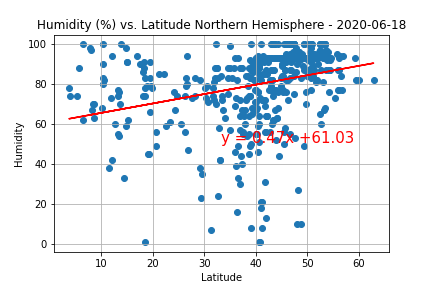 Humidity (%) vs. Latitude Northern Hemisphere - 2020-06-18
100
80
60
40
20
0
Humidity
y = 0.47x +61.03
10 20 30 40 50 60
Latitude